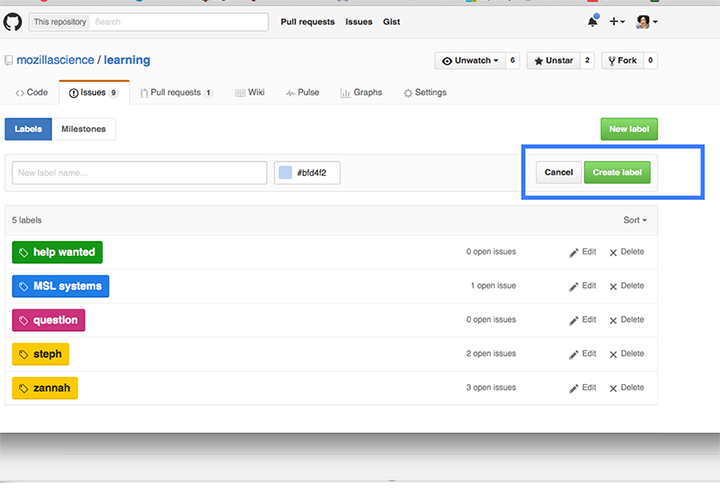 This repository Search Pull requests Issues Gist
mozillascience / learning Unwatch 6 Unstar 2 Fork 0
Code Issues 9 Pull requests 1 Wiki Pulse Graphs Settings
Labels Milestones New label
New label name… #bfd4f2 Cancel Create label
5 labels Sort
help wanted 0 open issues Edit Delete
MSL systems 1 open issue Edit Delete
question 0 open issues Edit Delete
steph 2 open issues Edit Delete
zannah 3 open issues Edit Delete